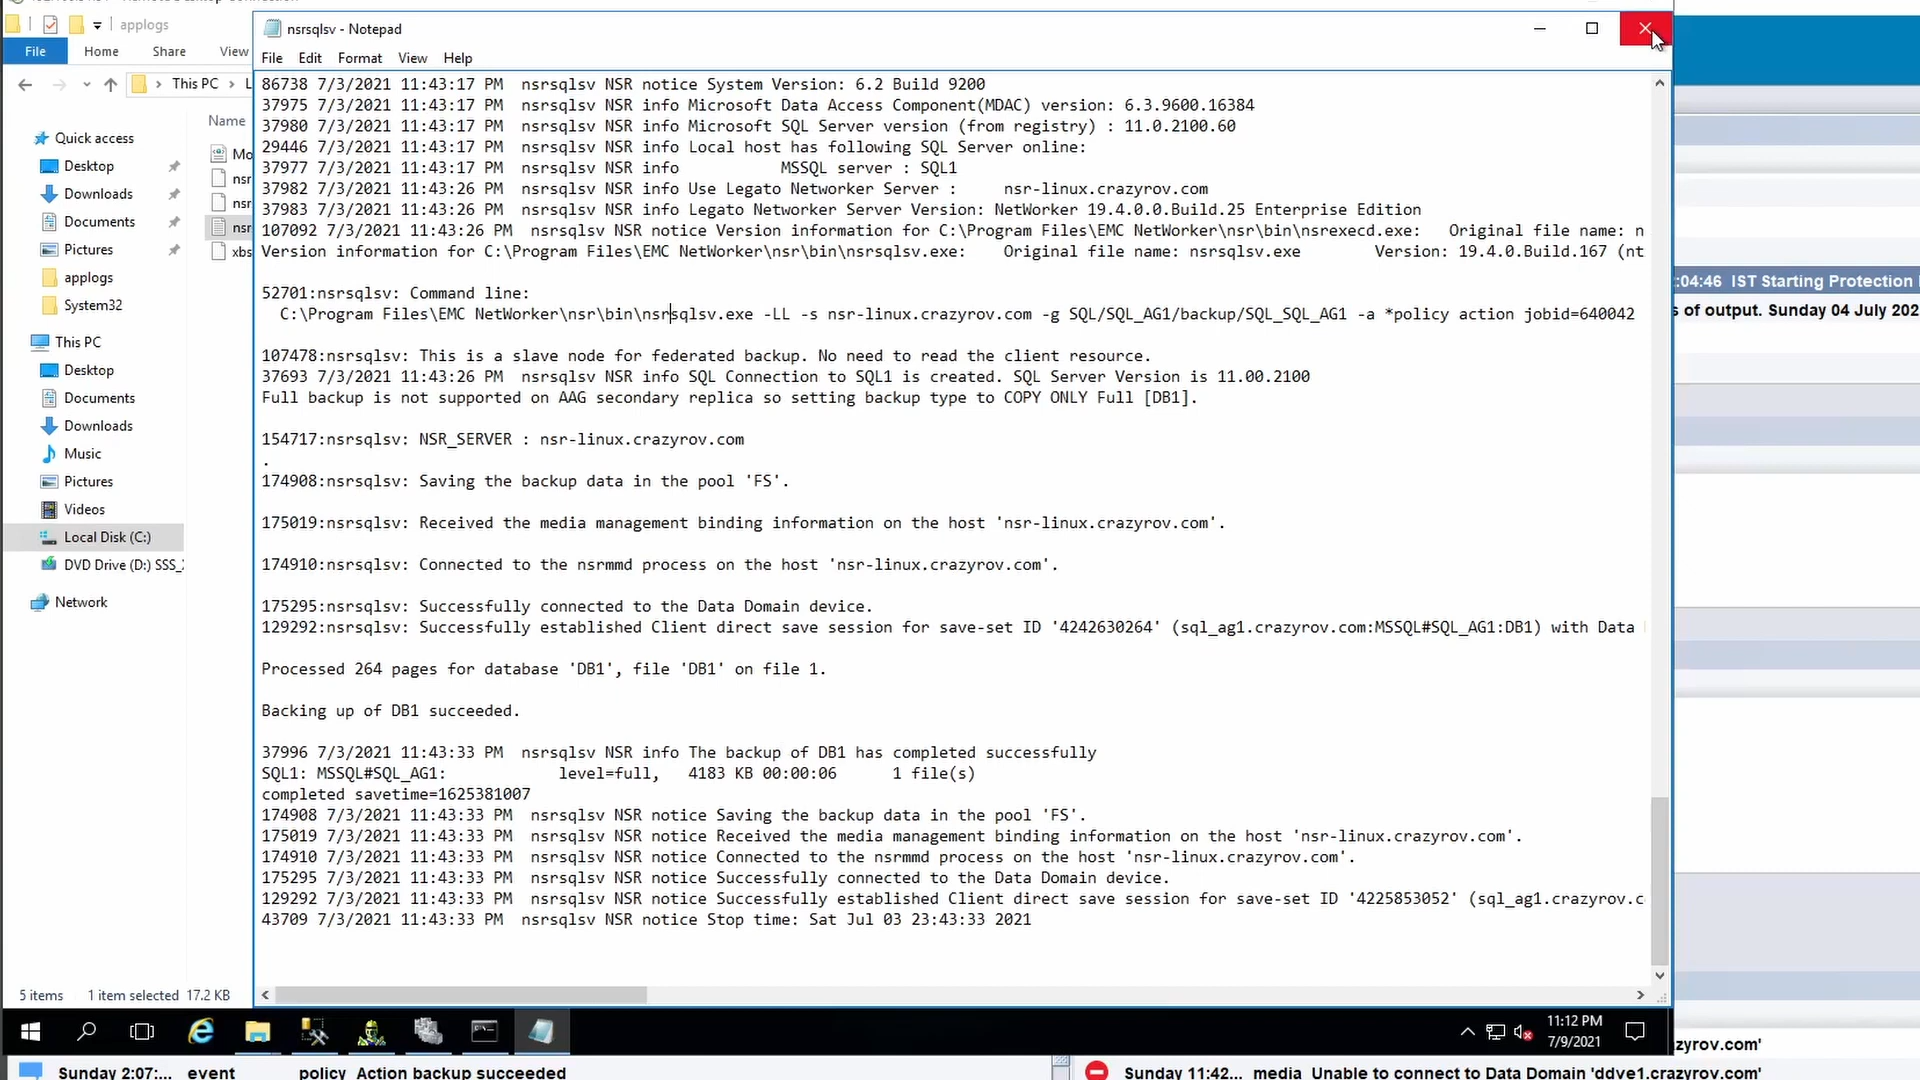 applogs
File Home Share View
This PC
Name
Quick access
Desktop
Downloads
Documents
Pictures
applogs
System32
This PC
Desktop
Documents
Downloads
Music
Pictures
Videos
Local Disk (C:)
DVD Drive (D:) SSS_
Network
Mo
nsr
nsr
nsr
xbs
5 items 1 item selected 17.2 KB
nsrsqlsv - Notepad
File Edit Format View Help
86738 7/3/2021 11:43:17 PM nsrsqlsv NSR notice System Version: 6.2 Build 9200
37975 7/3/2021 11:43:17 PM nsrsqlsv NSR info Microsoft Data Access Component(MDAC) version: 6.3.9600.16384
37980 7/3/2021 11:43:17 PM nsrsqlsv NSR info Microsoft SQL Server version (from registry) : 11.0.2100.60
29446 7/3/2021 11:43:17 PM nsrsqlsv NSR info Local host has following SQL Server online:
37977 7/3/2021 11:43:17 PM nsrsqlsv NSR info MSSQL server : SQL1
37982 7/3/2021 11:43:26 PM nsrsqlsv NSR info Use Legato Networker Server : nsr-linux.crazyrov.com
37983 7/3/2021 11:43:26 PM nsrsqlsv NSR info Legato Networker Server Version: NetWorker 19.4.0.0.Build.25 Enterprise Edition
107092 7/3/2021 11:43:26 PM nsrsqlsv NSR notice Version information for C:\Program Files\EMC NetWorker\nsr\bin\nsrexecd.exe: Original file name: n
Version information for C:\Program Files\EMC NetWorker\nsr\bin\nsrsqlsv.exe: Original file name: nsrsqlsv.exe Version: 19.4.0.Build.167 (nt
52701:nsrsqlsv: Command line:
C:\Program Files\EMC NetWorker\nsr\bin\nsrsqlsv.exe -LL -s nsr-linux.crazyrov.com -g SQL/SQL_AG1/backup/SQL_SQL_AG1 -a *policy action jobid=640042
107478:nsrsqlsv: This is a slave node for federated backup. No need to read the client resource.
37693 7/3/2021 11:43:26 PM nsrsqlsv NSR info SQL Connection to SQL1 is created. SQL Server Version is 11.00.2100
Full backup is not supported on AAG secondary replica so setting backup type to COPY ONLY Full [DB1].
154717:nsrsqlsv: NSR_SERVER : nsr-linux.crazyrov.com
.
174908:nsrsqlsv: Saving the backup data in the pool 'FS'.
175019:nsrsqlsv: Received the media management binding information on the host 'nsr-linux.crazyrov.com'.
174910:nsrsqlsv: Connected to the nsrmmd process on the host 'nsr-linux.crazyrov.com'.
175295:nsrsqlsv: Successfully connected to the Data Domain device.
129292:nsrsqlsv: Successfully established Client direct save session for save-set ID '4242630264' (sql_ag1.crazyrov.com:MSSQL#SQL_AG1:DB1) with Data
Processed 264 pages for database 'DB1', file 'DB1' on file 1.
Backing up of DB1 succeeded.
37996 7/3/2021 11:43:33 PM nsrsqlsv NSR info The backup of DB1 has completed successfully
SQL1: MSSQL#SQL_AG1: level=full, 4183 KB 00:00:06 1 file(s)
completed savetime=1625381007
174908 7/3/2021 11:43:33 PM nsrsqlsv NSR notice Saving the backup data in the pool 'FS'.
175019 7/3/2021 11:43:33 PM nsrsqlsv NSR notice Received the media management binding information on the host 'nsr-linux.crazyrov.com'.
174910 7/3/2021 11:43:33 PM nsrsqlsv NSR notice Connected to the nsrmmd process on the host 'nsr-linux.crazyrov.com'.
175295 7/3/2021 11:43:33 PM nsrsqlsv NSR notice Successfully connected to the Data Domain device.
129292 7/3/2021 11:43:33 PM nsrsqlsv NSR notice Successfully established Client direct save session for save-set ID '4225853052' (sql_ag1.crazyrov.c
43709 7/3/2021 11:43:33 PM nsrsqlsv NSR notice Stop time: Sat Jul 03 23:43:33 2021
:04:46 IST Starting Protection
s of output. Sunday 04 July 202
11:12 PM
7/9/2021
zyrov.com'
Sunday 2:07:... event policy Action backup succeeded
Sunday 11:42... media Unable to connect to Data Domain 'ddve1.crazyrov.com'